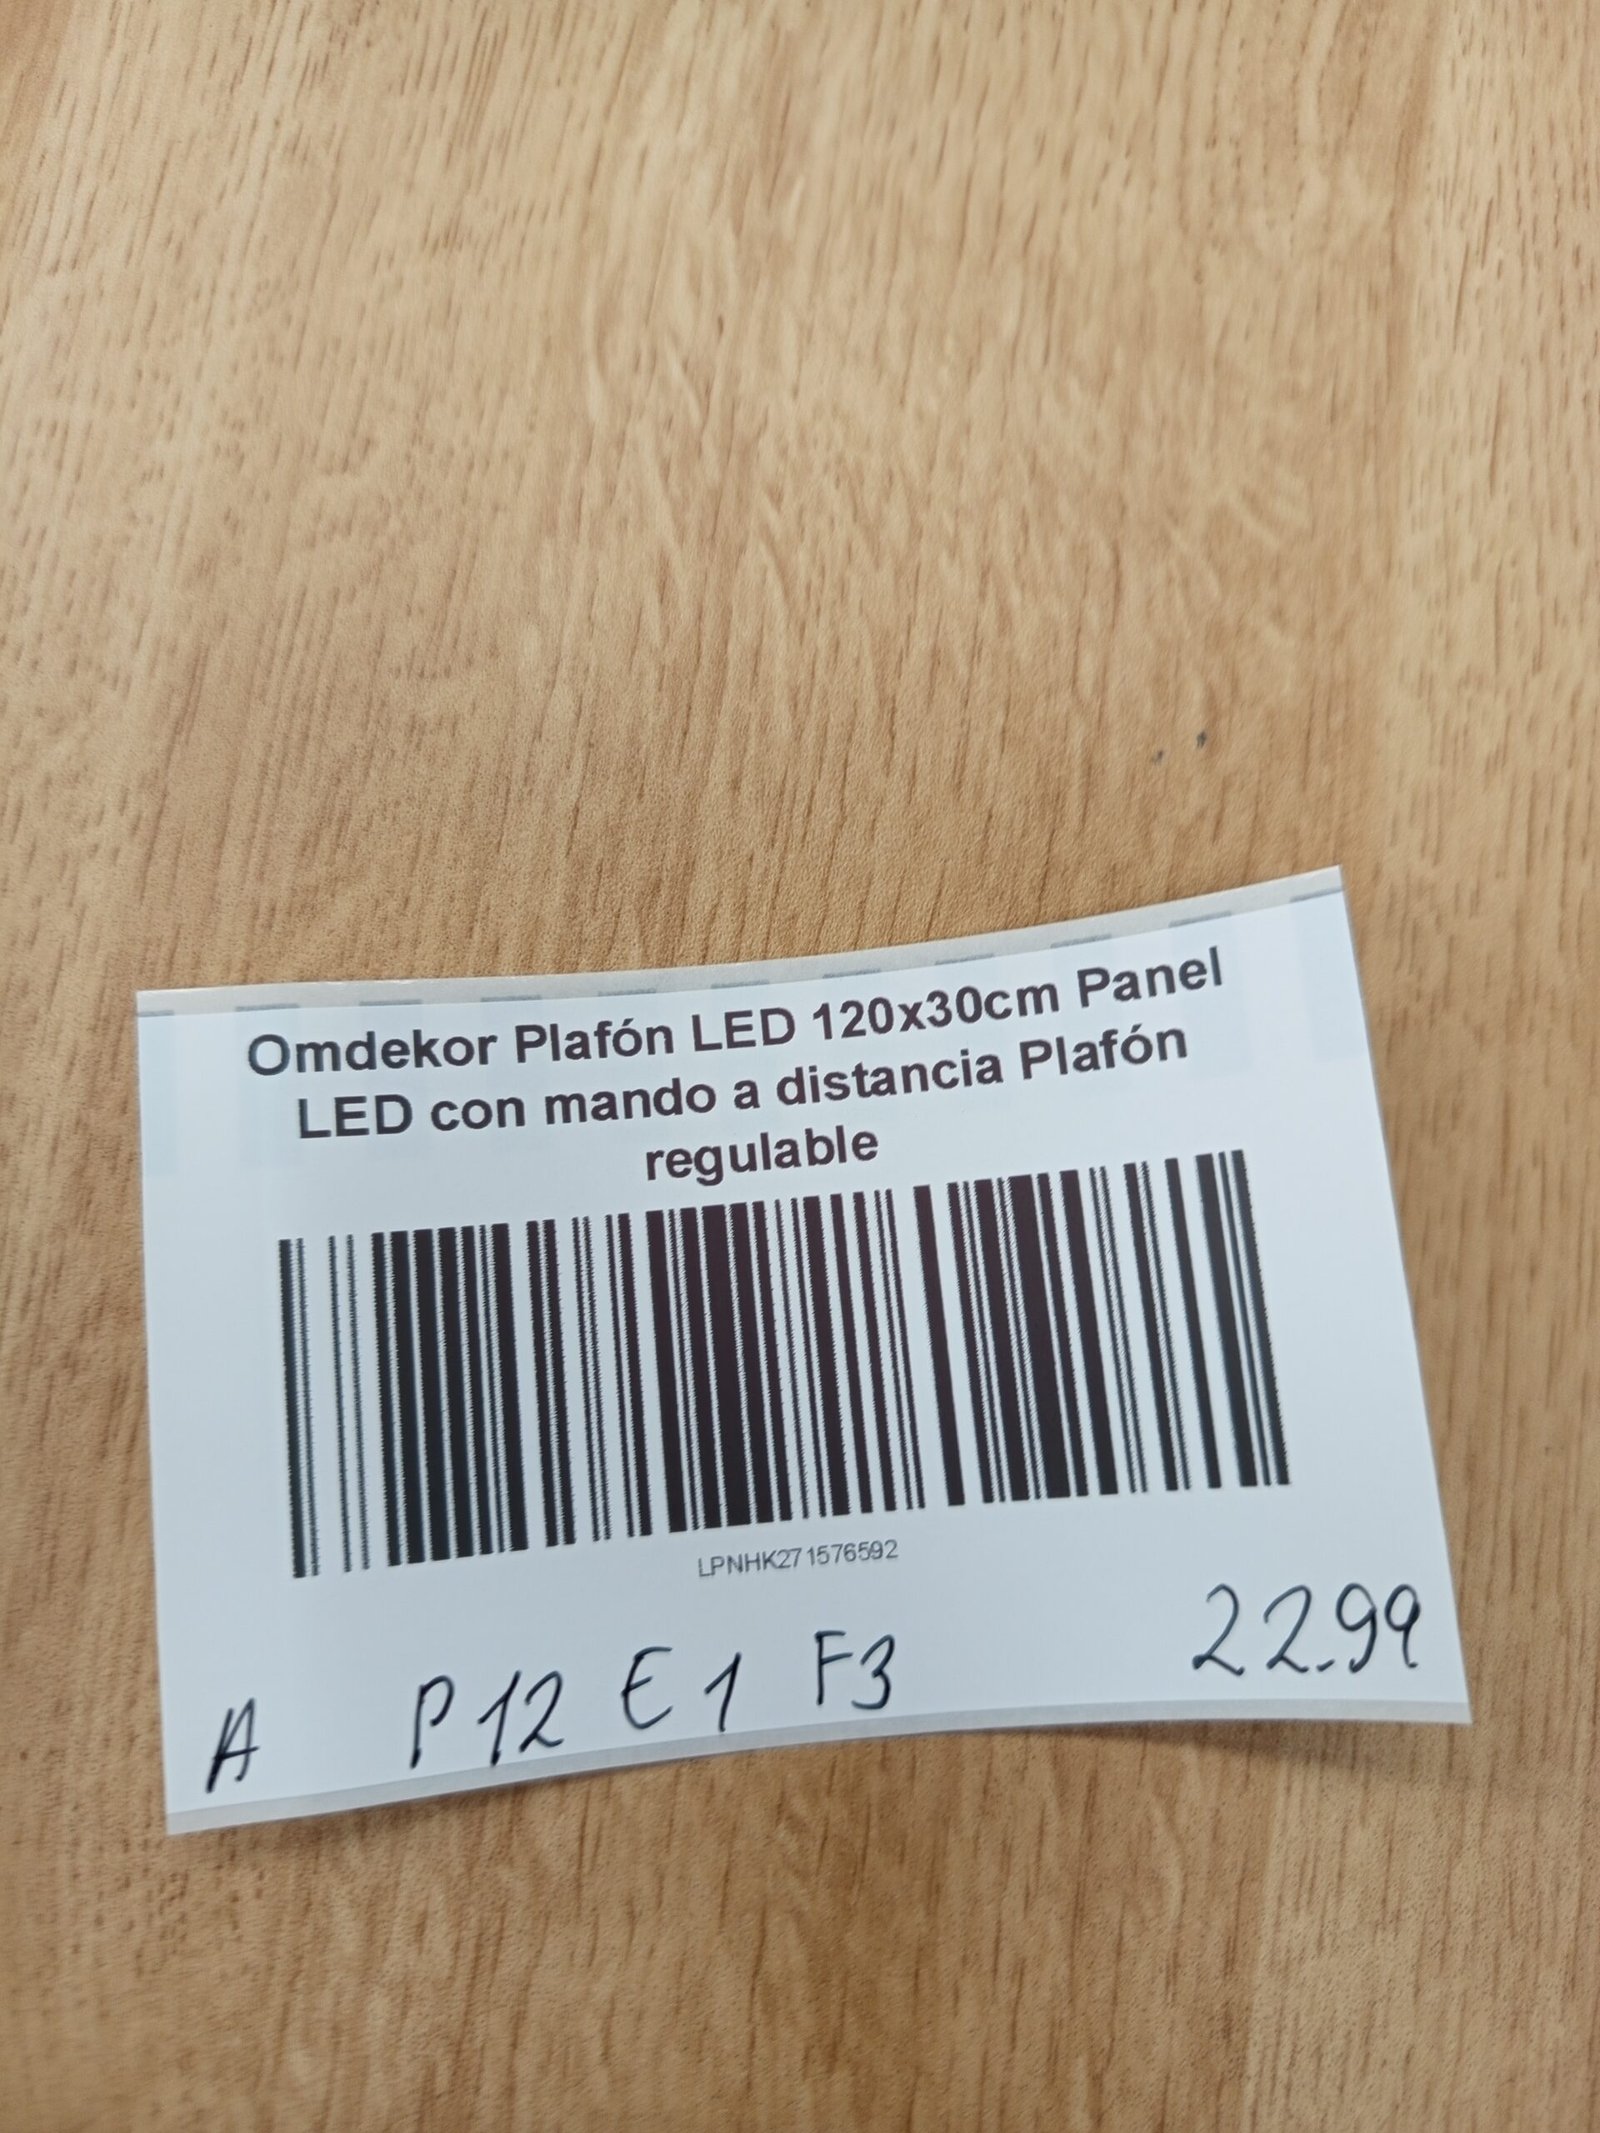 Omdekor Plafón LED 120x30cm Panel
LED con mando a distancia Plafón
regulable
LPNHK271576592
A P12 E1 F3 22.99